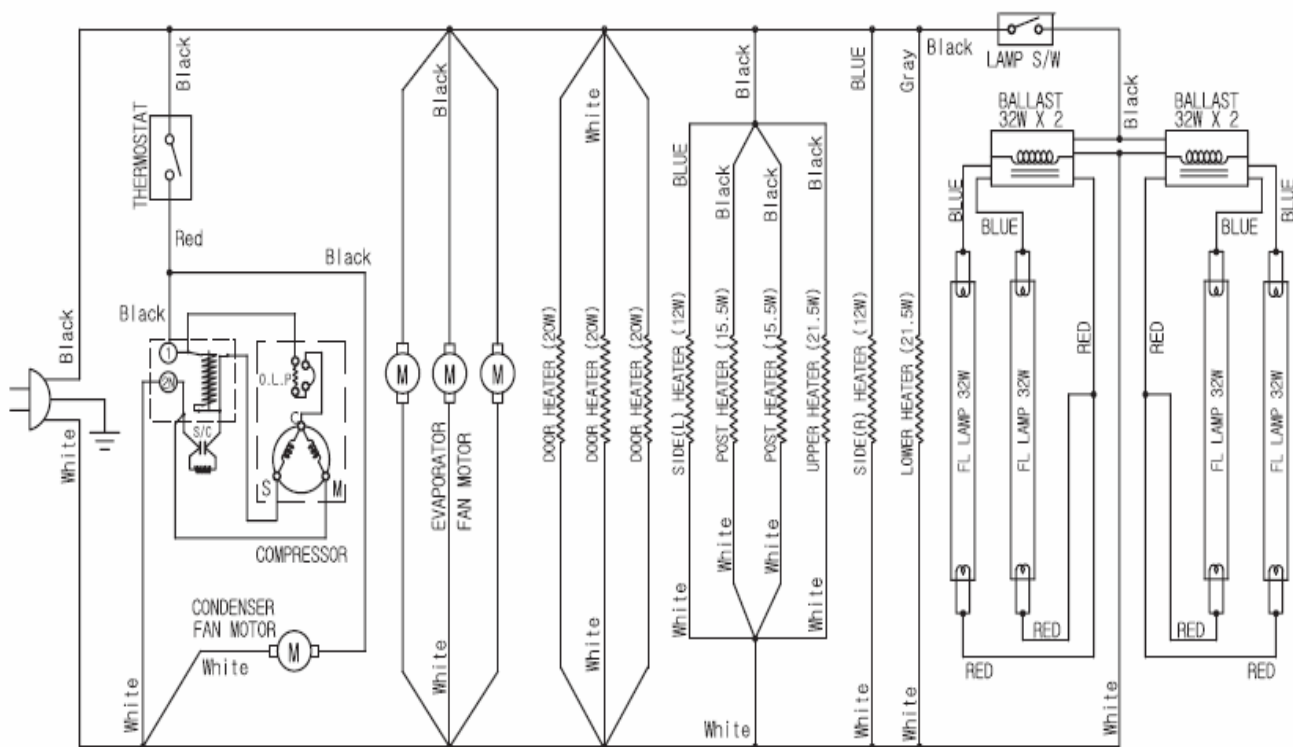 Black
THERMOSTAT
Red
Black
Black
1
2N
S/C
O.L.P
C
S
M
COMPRESSOR
Black
White
CONDENSER
FAN MOTOR
M
White
White
Black
M
M
M
EVAPORATOR
FAN MOTOR
White
White
DOOR HEATER (20W)
DOOR HEATER (20W)
DOOR HEATER (20W)
White
Black
BLUE
Black
Black
Black
SIDE(L) HEATER (12W)
POST HEATER (15.5W)
POST HEATER (15.5W)
UPPER HEATER (21.5W)
White
White
White
White
White
BLUE
SIDE(R) HEATER (12W)
White
Gray
LOWER HEATER (21.5W)
White
Black
LAMP S/W
Black
BALLAST
32W X 2
BALLAST
32W X 2
BLUE
BLUE
BLUE
BLUE
FL LAMP 32W
FL LAMP 32W
FL LAMP 32W
FL LAMP 32W
RED
RED
RED
RED
RED
RED